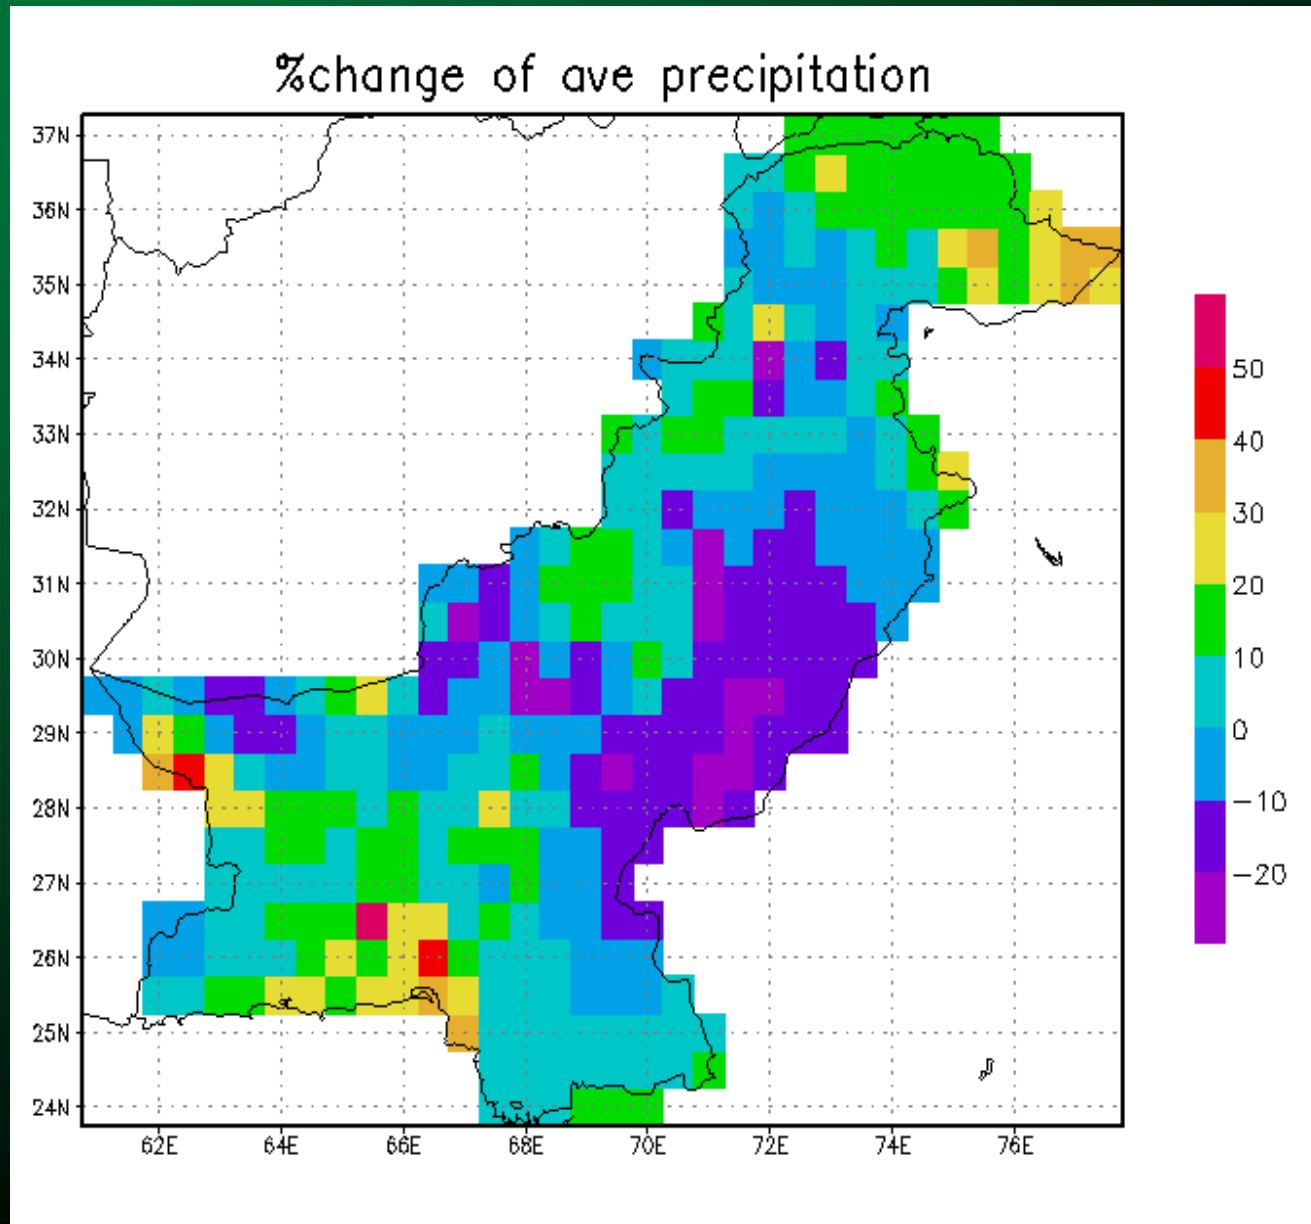 %change of ave precipitation
37N
36N
35N
34N
33N
32N
31N
30N
29N
28N
27N
26N
25N
24N
62E 64E 66E 68E 70E 72E 74E 76E
50
40
30
20
10
0
−10
−20